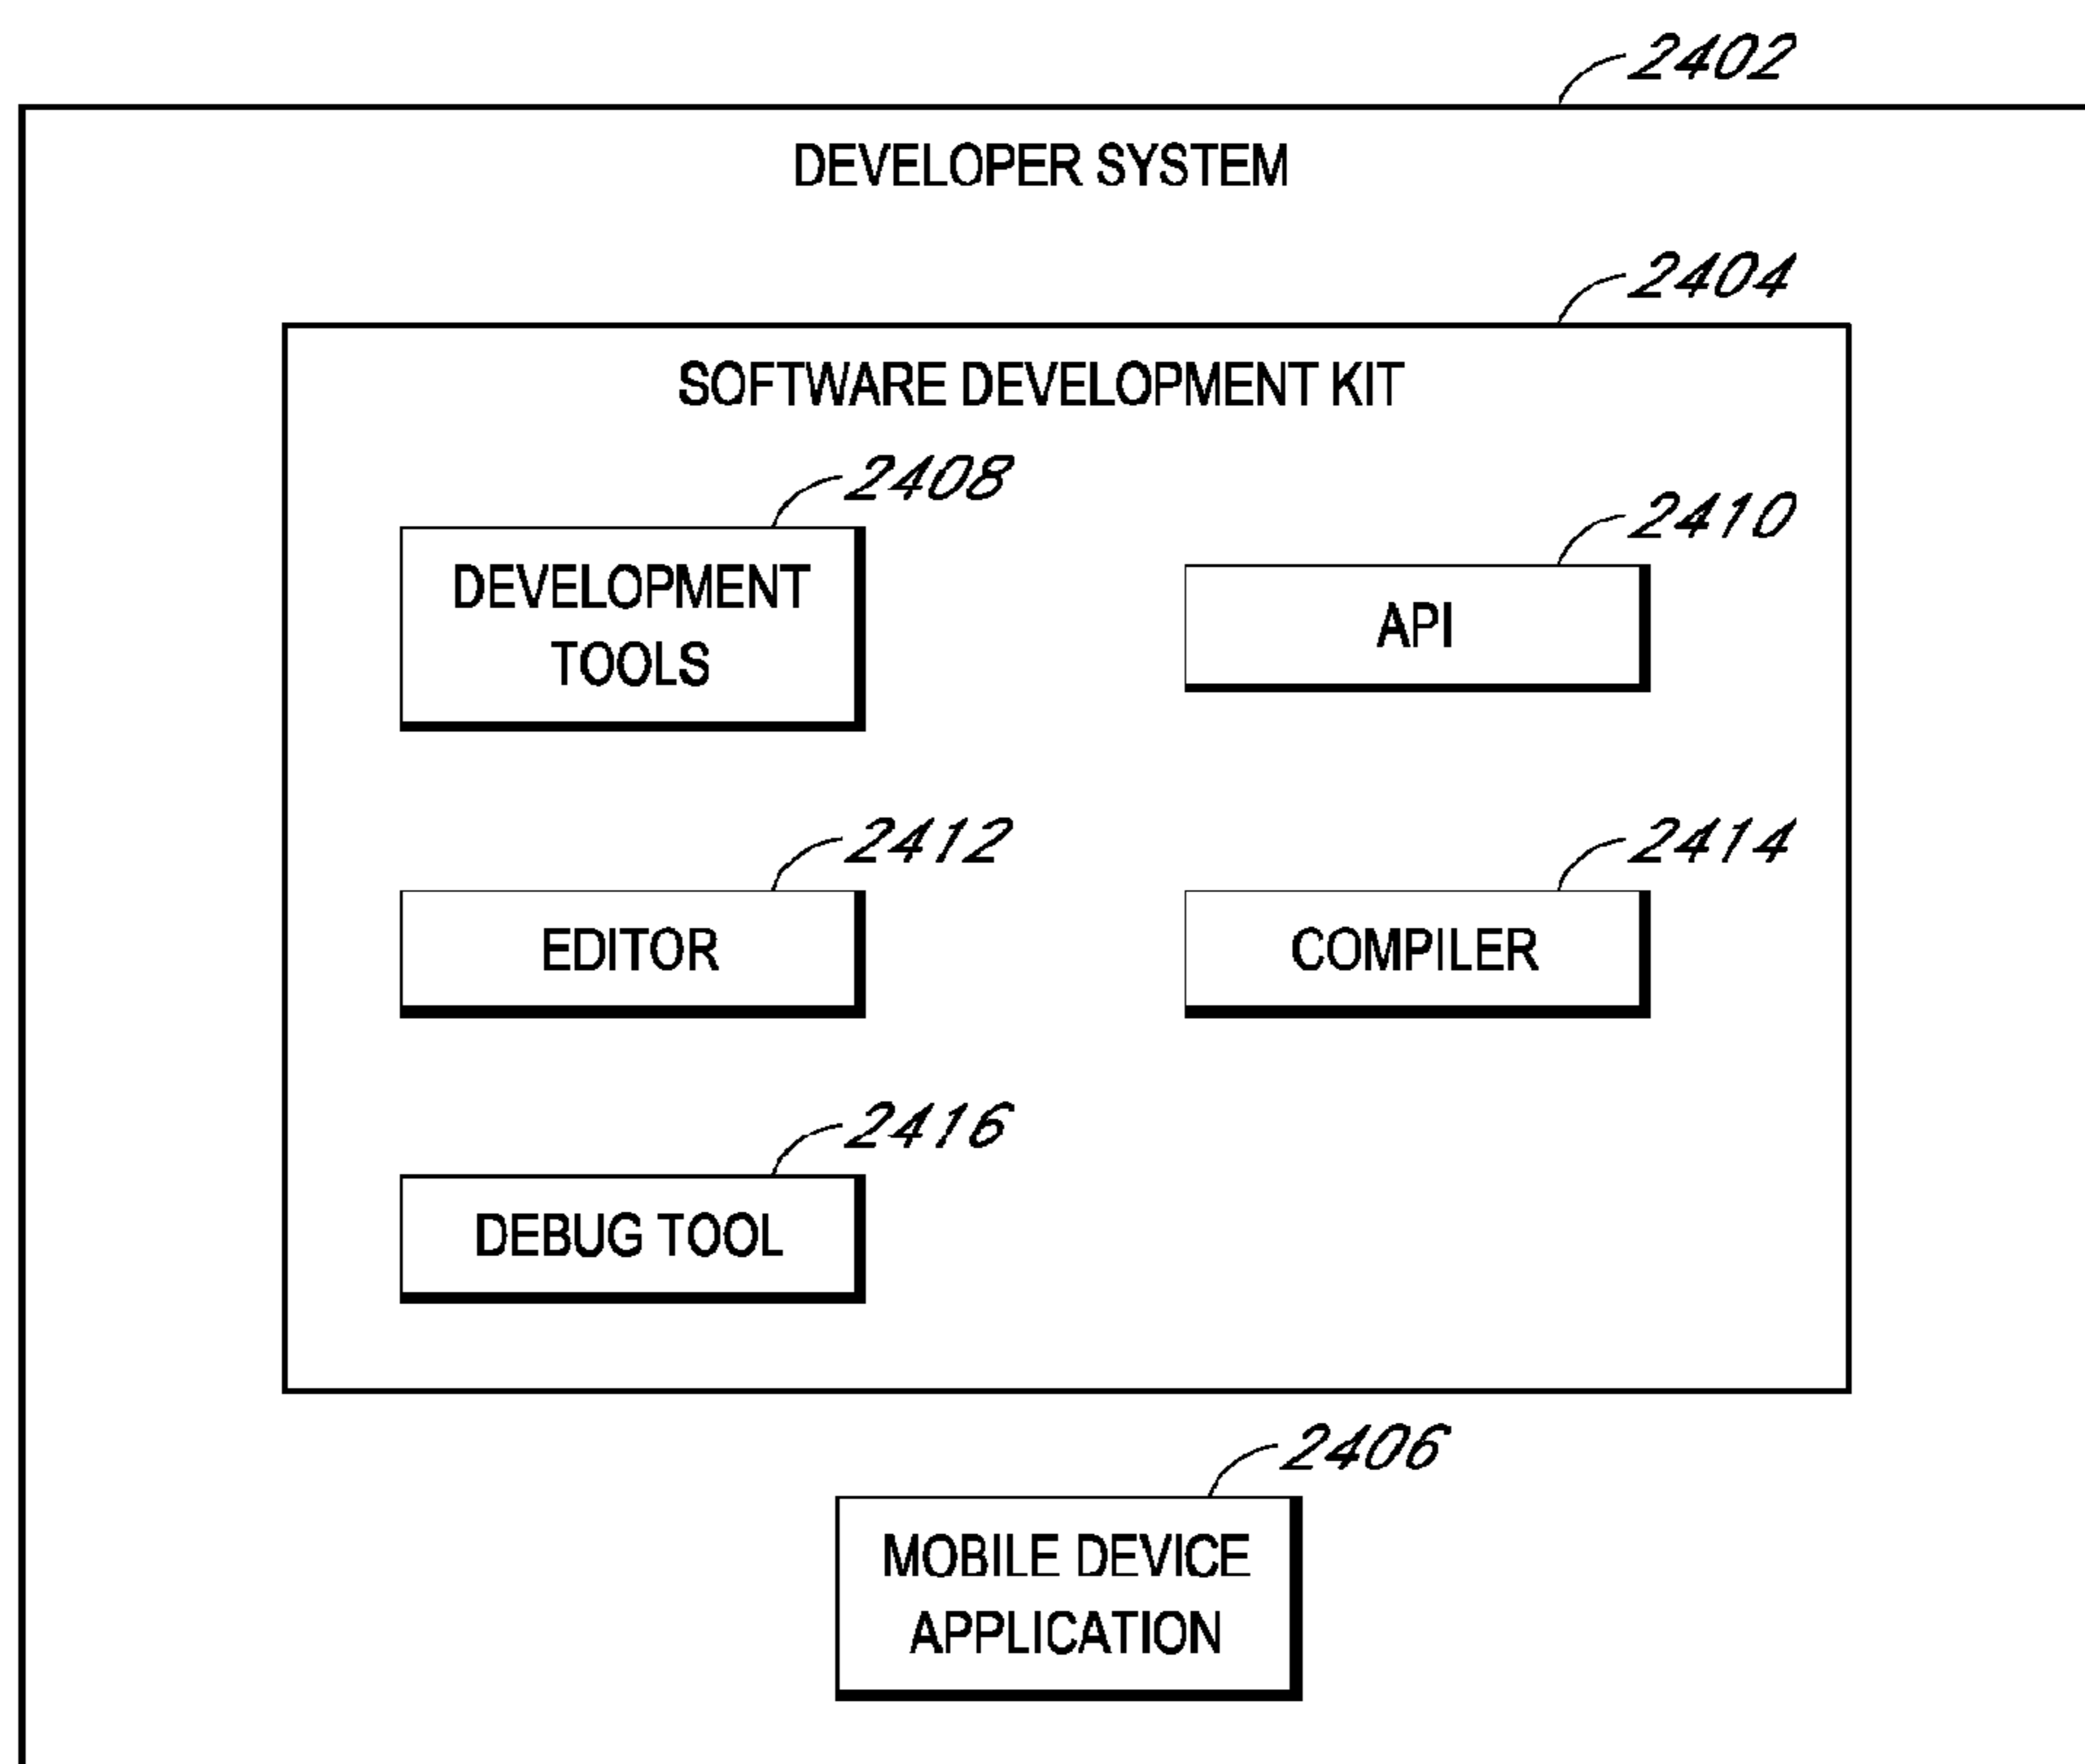 2402
DEVELOPER SYSTEM
2404
SOFTWARE DEVELOPMENT KIT
2408
2410
DEVELOPMENT
TOOLS
API
2412
2414
EDITOR
COMPILER
2416
DEBUG TOOL
2406
MOBILE DEVICE
APPLICATION